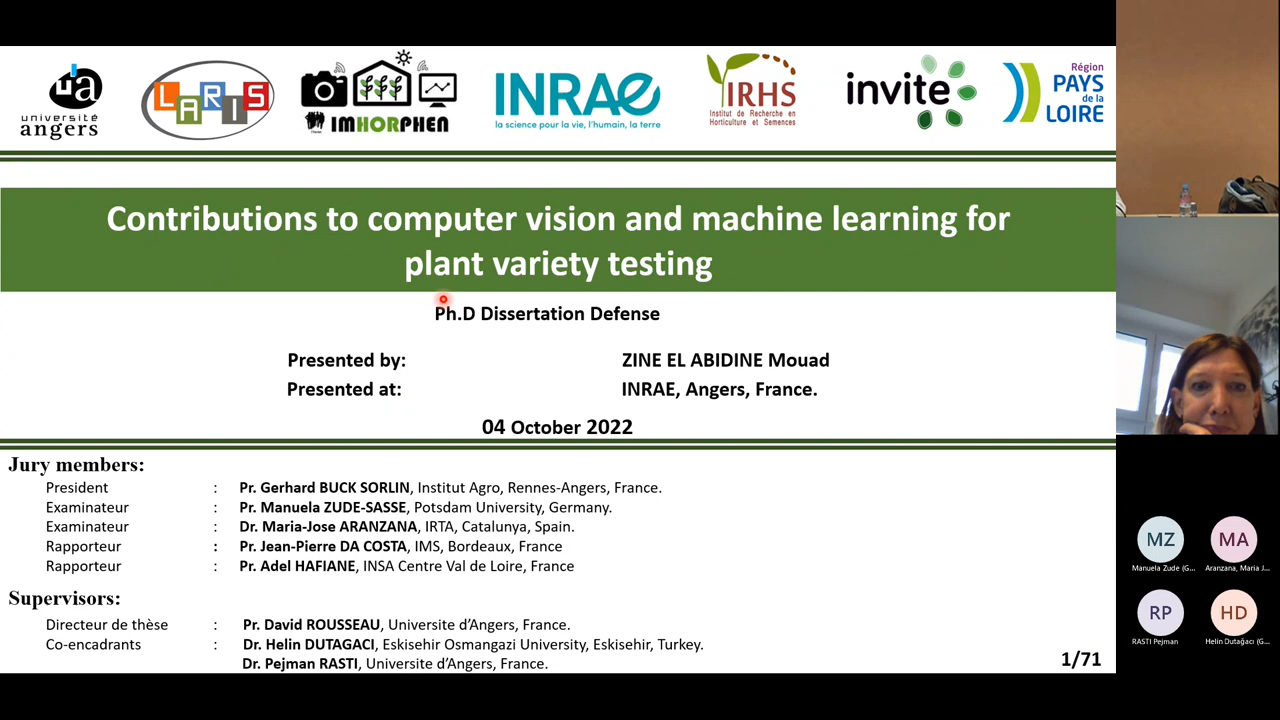 ua
université
angers
LARIS
IMHORPHEN
INRAE
la science pour la vie, l'humain, la terre
IRHS
Institut de Recherche en
Horticulture et Semences
invite
Région
PAYS
de la
LOIRE
Contributions to computer vision and machine learning for
plant variety testing
Ph.D Dissertation Defense
Presented by: ZINE EL ABIDINE Mouad
Presented at: INRAE, Angers, France.
04 October 2022
Jury members:
President : Pr. Gerhard BUCK SORLIN, Institut Agro, Rennes-Angers, France.
Examinateur : Pr. Manuela ZUDE-SASSE, Potsdam University, Germany.
Examinateur : Dr. Maria-Jose ARANZANA, IRTA, Catalunya, Spain.
Rapporteur : Pr. Jean-Pierre DA COSTA, IMS, Bordeaux, France
Rapporteur : Pr. Adel HAFIANE, INSA Centre Val de Loire, France
Supervisors:
Directeur de thèse : Pr. David ROUSSEAU, Universite d'Angers, France.
Co-encadrants : Dr. Helin DUTAGACI, Eskisehir Osmangazi University, Eskisehir, Turkey.
Dr. Pejman RASTI, Universite d'Angers, France.
1/71
MZ
MA
Manuela Zude (G...
Aranzana, Maria J...
RP
HD
RASTI Pejman
Helin Dutağacı (G...